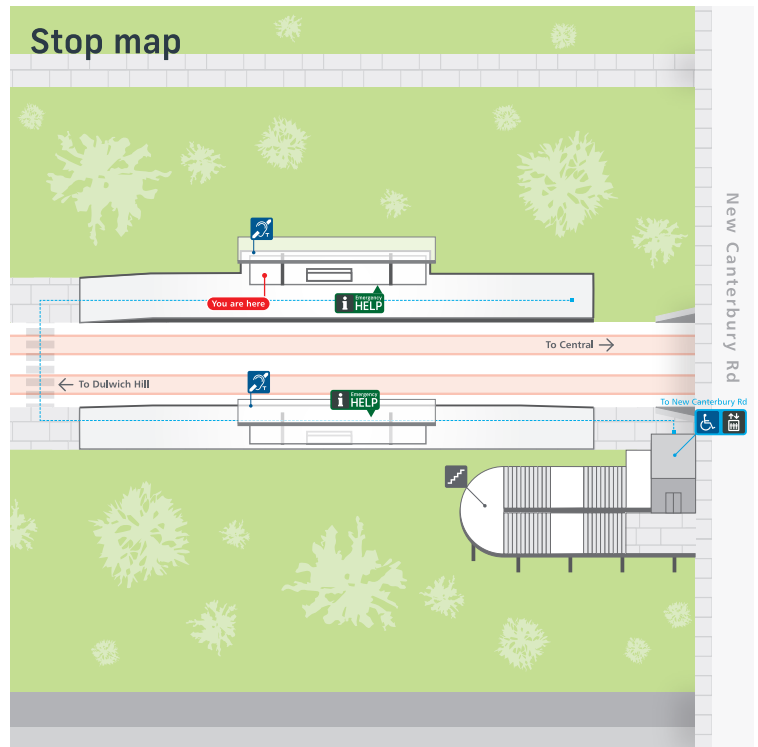 Stop map
New Canterbury Rd
T
You are here
i Emergency
HELP
To Central →
← To Dulwich Hill
T
i Emergency
HELP
To New Canterbury Rd